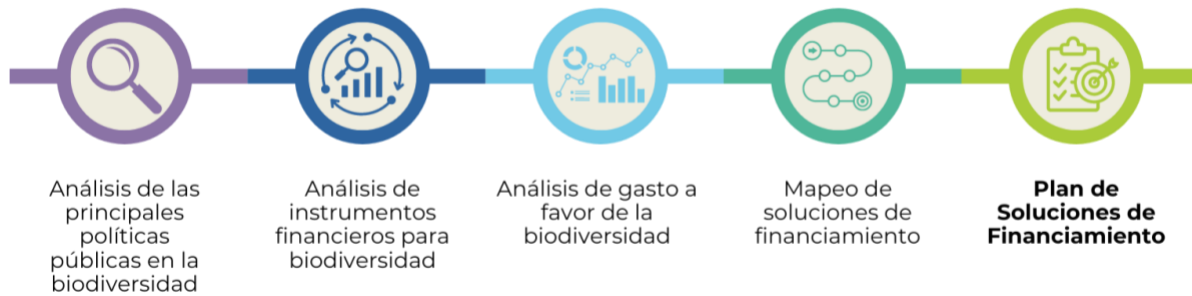 Análisis de las
principales
políticas
públicas en la
biodiversidad
Análisis de
instrumentos
financieros para
biodiversidad
Análisis de gasto a
favor de la
biodiversidad
Mapeo de
soluciones de
financiamiento
Plan de
Soluciones de
Financiamiento